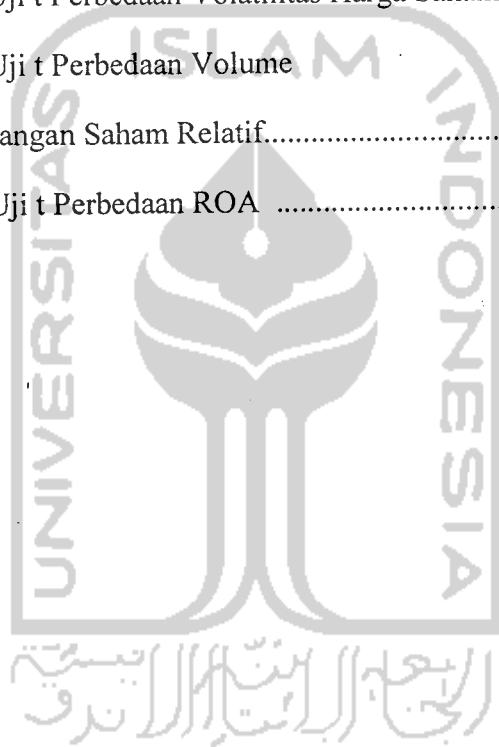 Uji t Perbedaan Volatilitas Harga Saham
Uji t Perbedaan Volume
angan Saham Relatif..............................
Uji t Perbedaan ROA ..............................
UNIVERSITAS
ISLAM
INDONESIA